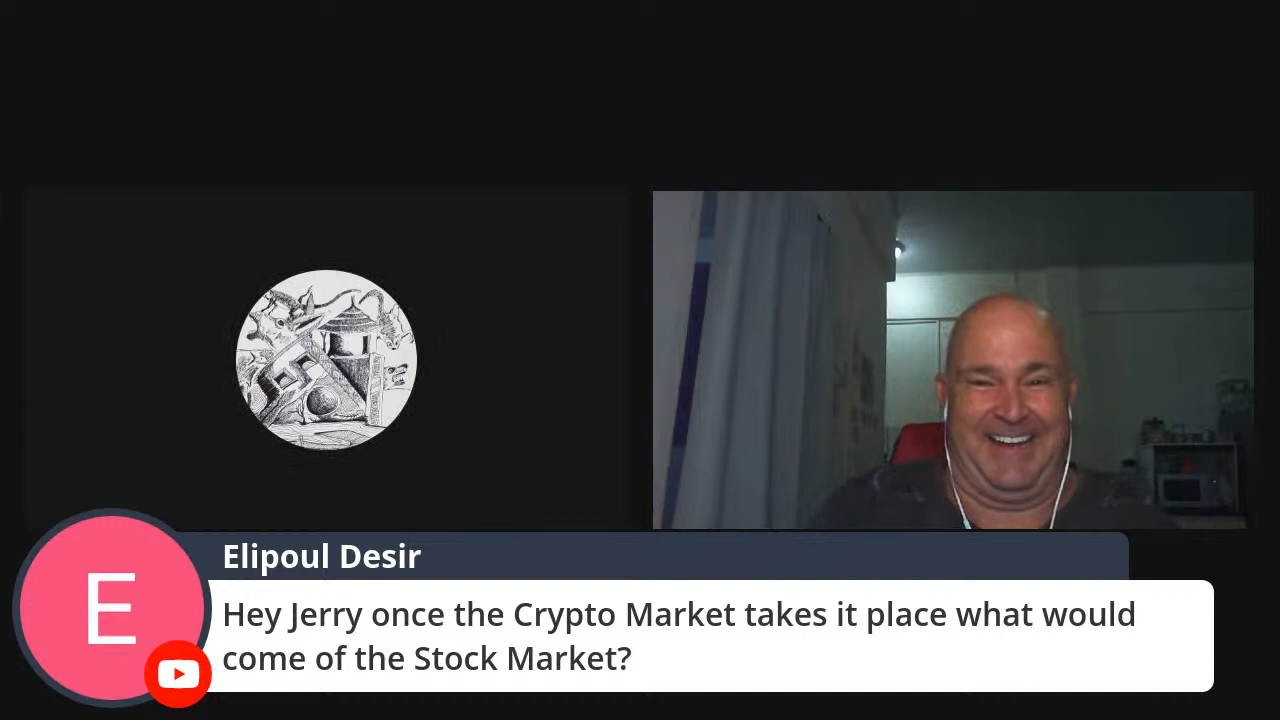 E
Elipoul Desir
Hey Jerry once the Crypto Market takes it place what would
come of the Stock Market?